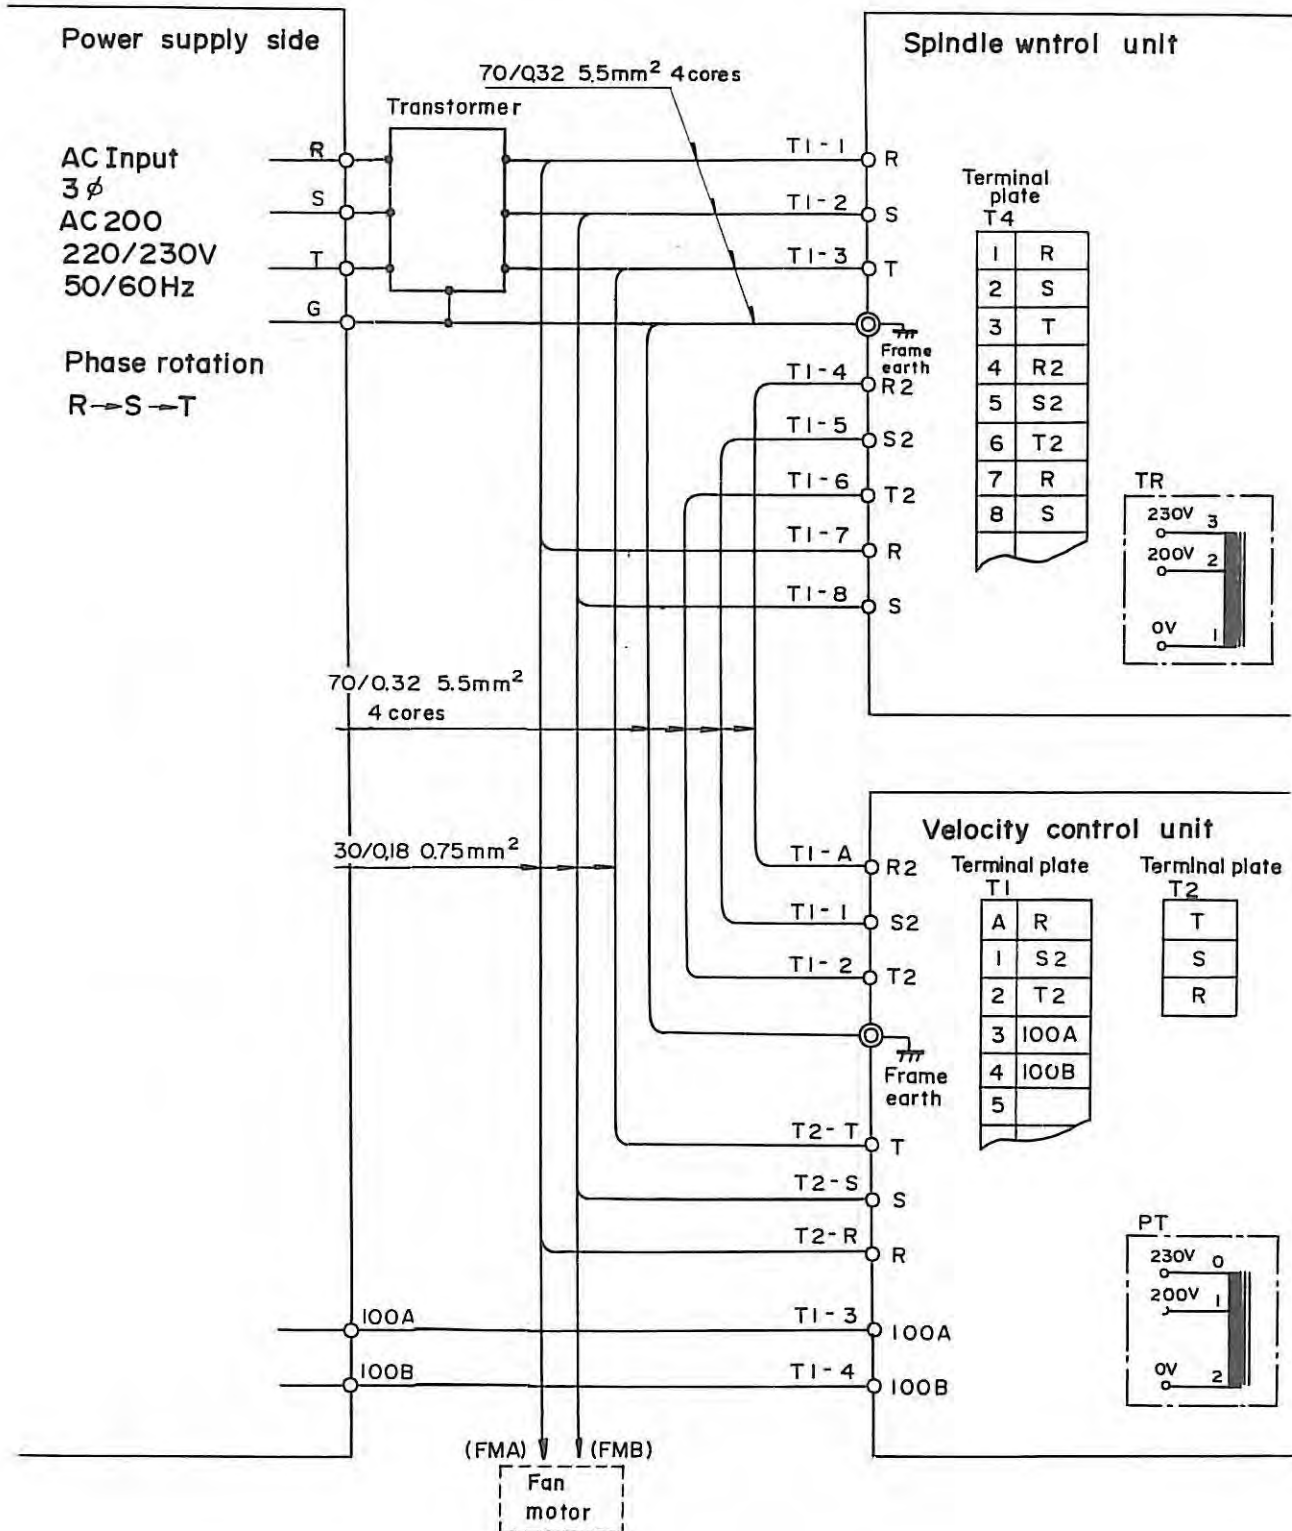 Power supply side
AC Input
3 ø
AC 200
220/230V
50/60Hz
Phase rotation
R→S→T
R
S
T
G
Transtormer
70/0,32 5,5mm² 4 cores
T1-1
T1-2
T1-3
T1-4
T1-5
T1-6
T1-7
T1-8
Spindle wntrol unit
R
S
T
Frame
earth
R2
S2
T2
R
S
Terminal
plate
T4
1 R
2 S
3 T
4 R2
5 S2
6 T2
7 R
8 S
TR
230V 3
200V 2
0V 1
70/0.32 5.5mm²
4 cores
30/0,18 0.75mm²
Velocity control unit
T1-A
T1-1
T1-2
T2-T
T2-S
T2-R
T1-3
T1-4
R2
S2
T2
Frame
earth
T
S
R
100A
100B
Terminal plate
T1
A R
1 S2
2 T2
3 100A
4 100B
5
Terminal plate
T2
T
S
R
PT
230V 0
200V 1
0V 2
100A
100B
(FMA)
(FMB)
Fan
motor